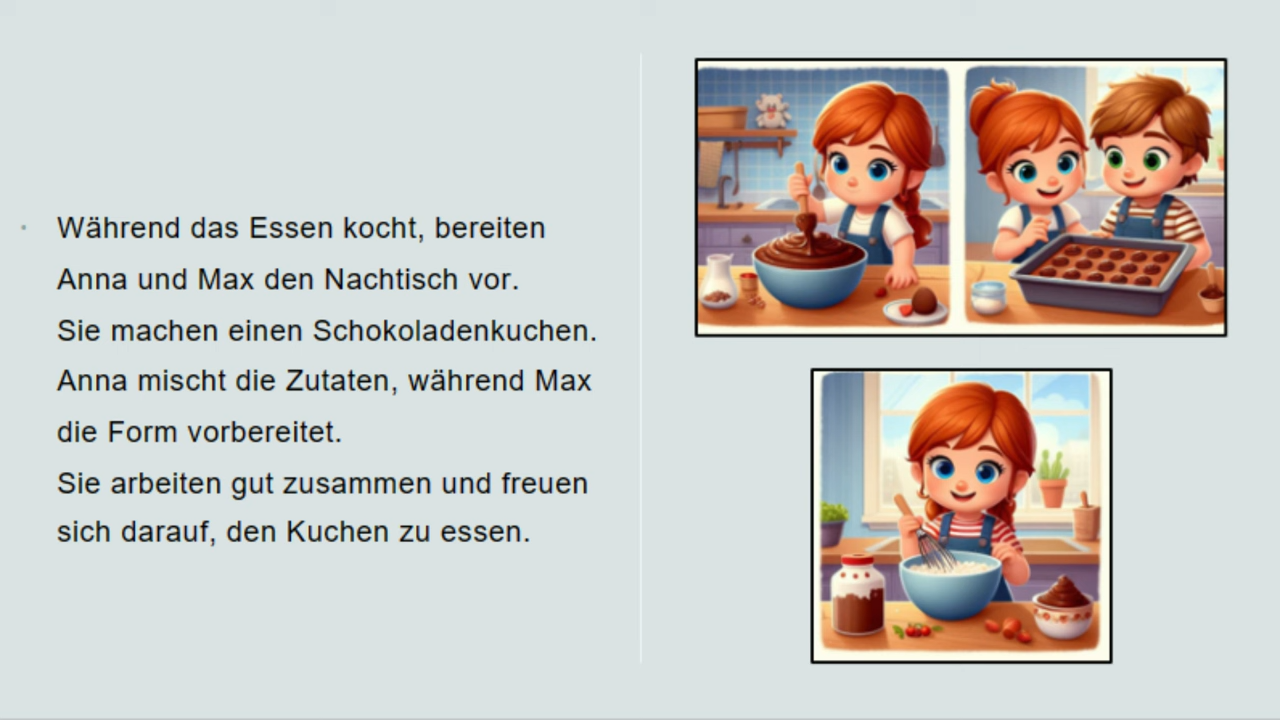 Während das Essen kocht, bereiten
Anna und Max den Nachtisch vor.
Sie machen einen Schokoladenkuchen.
Anna mischt die Zutaten, während Max
die Form vorbereitet.
Sie arbeiten gut zusammen und freuen
sich darauf, den Kuchen zu essen.